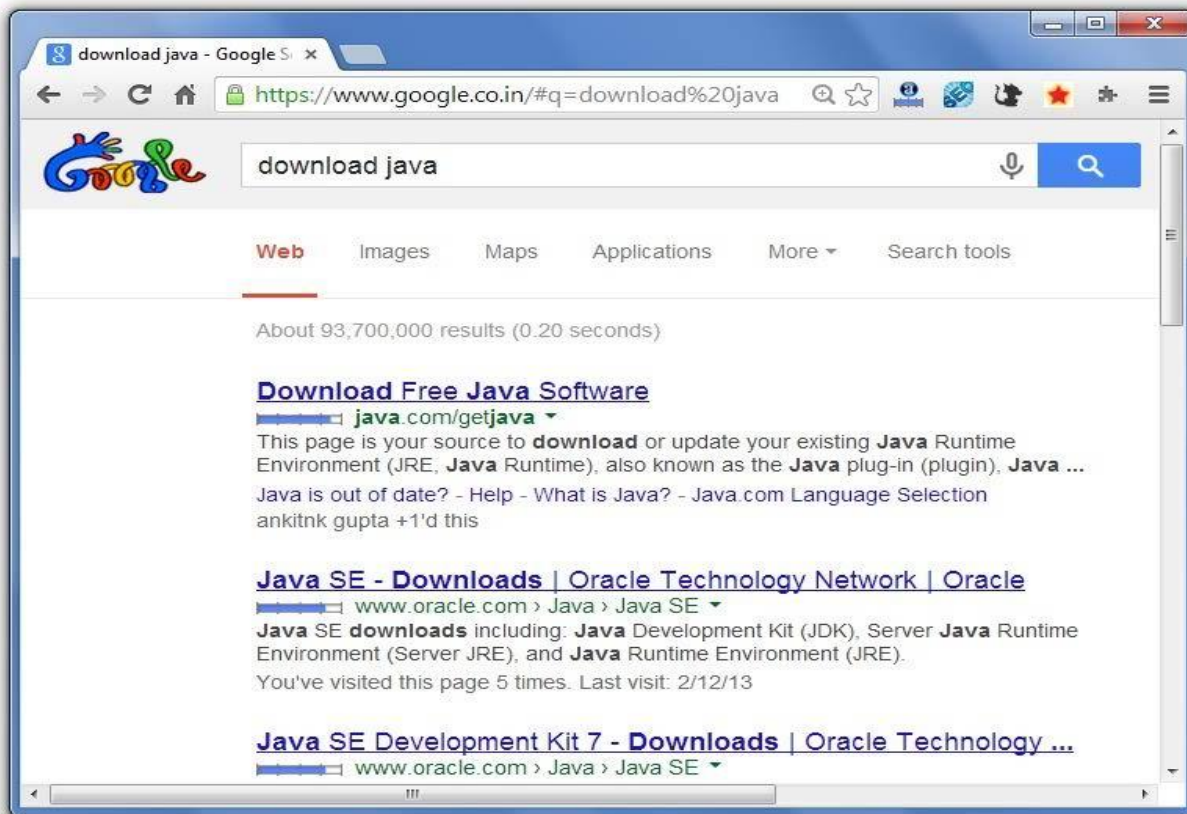 download java - Google S
https://www.google.co.in/#q=download%20java
Google
download java
Web Images Maps Applications More Search tools
About 93,700,000 results (0.20 seconds)
Download Free Java Software
java.com/getjava
This page is your source to download or update your existing Java Runtime
Environment (JRE, Java Runtime), also known as the Java plug-in (plugin), Java ...
Java is out of date? - Help - What is Java? - Java.com Language Selection
ankitnk gupta +1'd this
Java SE - Downloads | Oracle Technology Network | Oracle
www.oracle.com › Java › Java SE
Java SE downloads including: Java Development Kit (JDK), Server Java Runtime
Environment (Server JRE), and Java Runtime Environment (JRE).
You've visited this page 5 times. Last visit: 2/12/13
Java SE Development Kit 7 - Downloads | Oracle Technology ...
www.oracle.com › Java › Java SE